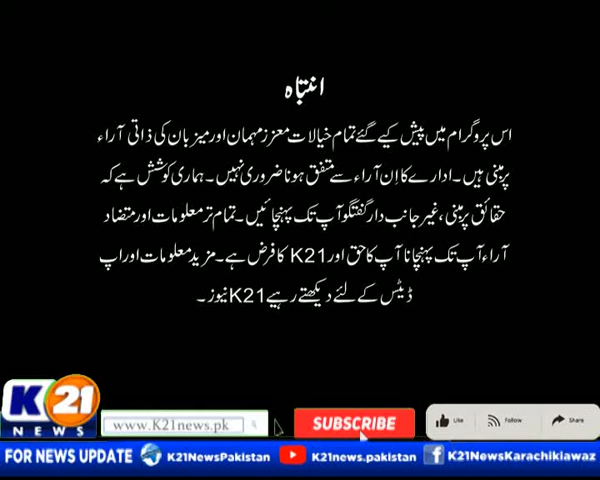 انتباہ
اس پروگرام میں پیش کیے گئے تمام خیالات معزز مہمان اور میزبان کی ذاتی آراء
پر مبنی ہیں۔ ادارے کا اِن آراء سے متفق ہونا ضروری نہیں۔ ہماری کوشش ہے کہ
حقائق پر مبنی، غیر جانب دار گفتگو آپ تک پہنچائیں۔ تمام تر معلومات اور متضاد
آراء آپ تک پہنچانا آپ کا حق اور K21 کا فرض ہے۔ مزید معلومات اور اپ
ڈیٹس کے لئے دیکھتے رہیے K21 نیوز۔
K21
NEWS
www.K21news.pk
SUBSCRIBE
Like
Follow
Share
FOR NEWS UPDATE K21NewsPakistan K21news.pakistan K21NewsKarachikiawaz